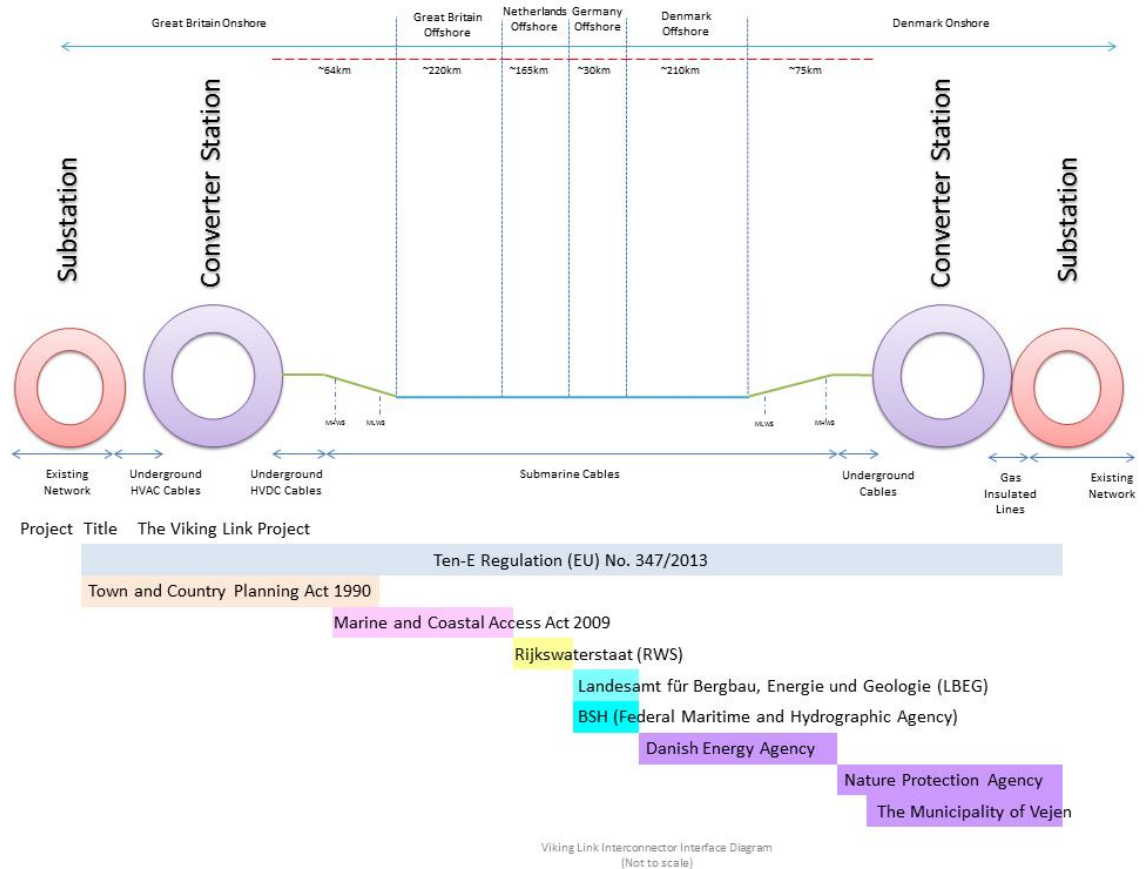 Great Britain Onshore
Great Britain
Offshore
Netherlands
Offshore
Germany
Offshore
Denmark
Offshore
Denmark Onshore
~64km
~220km
~165km
~30km
~210km
~75km
Substation
Converter Station
Converter Station
Substation
MHWS
MLWS
MLWS
MHWS
Existing
Network
Underground
HVAC Cables
Underground
HVDC Cables
Submarine Cables
Underground
Cables
Gas
Insulated
Lines
Existing
Network
Project Title The Viking Link Project
Ten-E Regulation (EU) No. 347/2013
Town and Country Planning Act 1990
Marine and Coastal Access Act 2009
Rijkswaterstaat (RWS)
Landesamt für Bergbau, Energie und Geologie (LBEG)
BSH (Federal Maritime and Hydrographic Agency)
Danish Energy Agency
Nature Protection Agency
The Municipality of Vejen
Viking Link Interconnector Interface Diagram
(Not to scale)